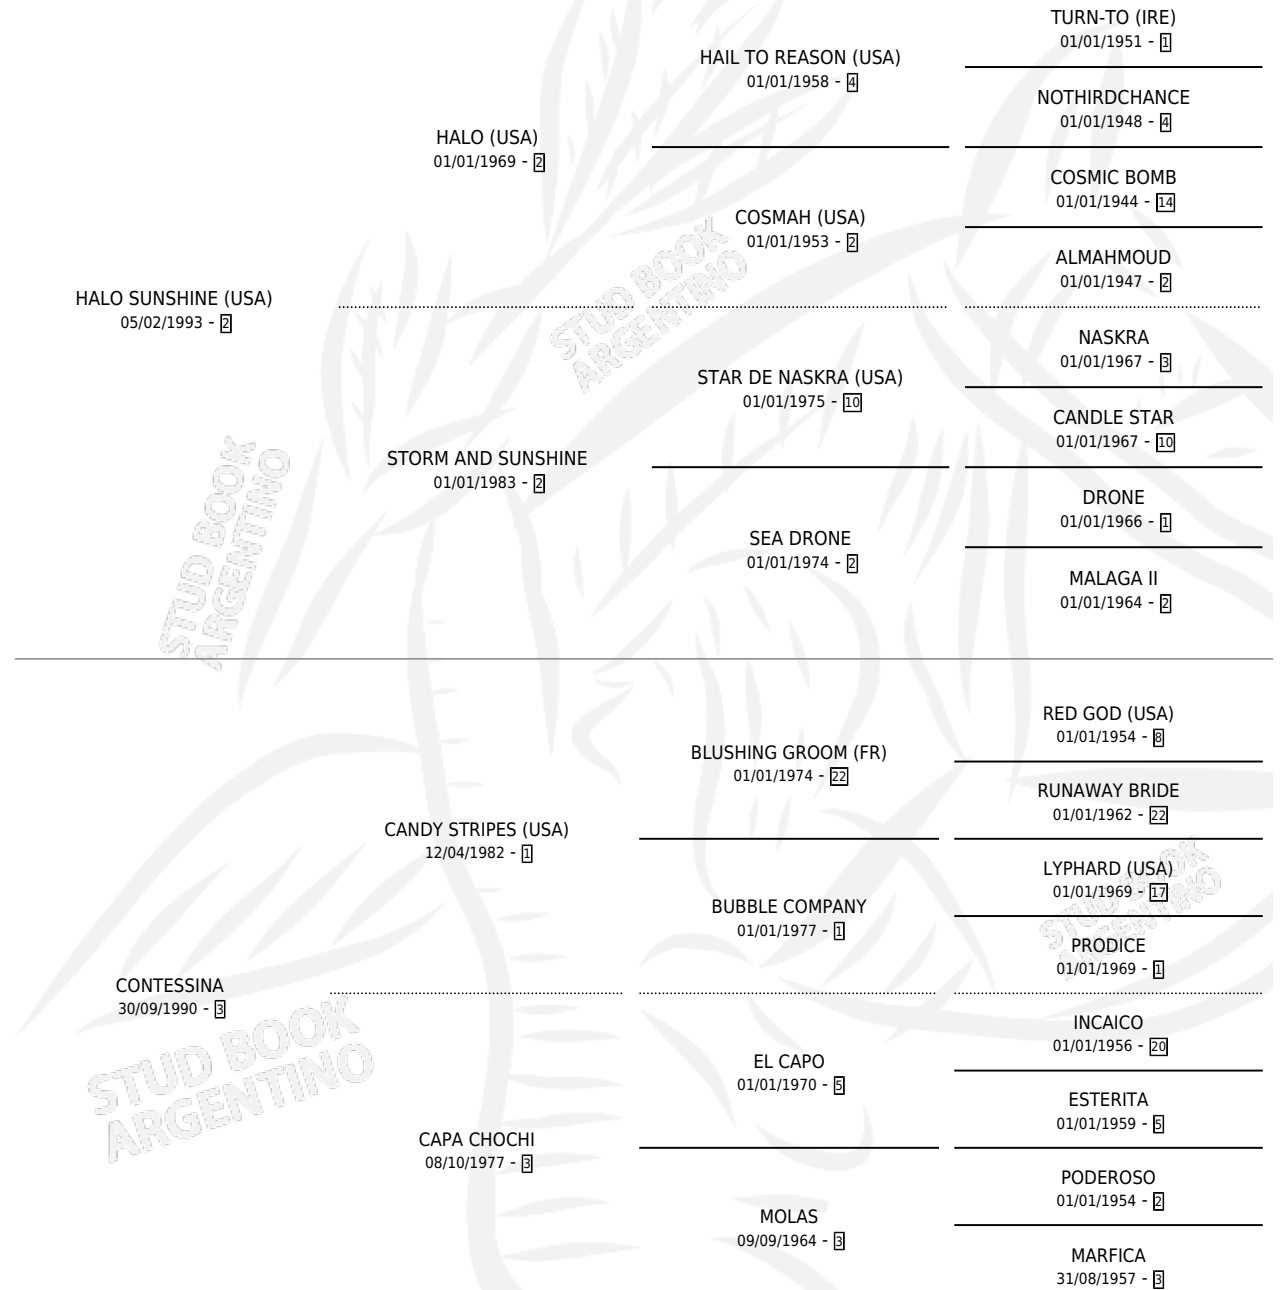 TURN-TO (IRE)
01/01/1951 - 1
HAIL TO REASON (USA)
01/01/1958 - 4
NOTHIRDCHANCE
01/01/1948 - 4
HALO (USA)
01/01/1969 - 2
COSMIC BOMB
01/01/1944 - 14
COSMAH (USA)
01/01/1953 - 2
ALMAHMOUD
01/01/1947 - 2
HALO SUNSHINE (USA)
05/02/1993 - 2
NASKRA
01/01/1967 - 3
STAR DE NASKRA (USA)
01/01/1975 - 10
CANDLE STAR
01/01/1967 - 10
STORM AND SUNSHINE
01/01/1983 - 2
DRONE
01/01/1966 - 1
SEA DRONE
01/01/1974 - 2
MALAGA II
01/01/1964 - 2
RED GOD (USA)
01/01/1954 - 8
BLUSHING GROOM (FR)
01/01/1974 - 22
RUNAWAY BRIDE
01/01/1962 - 22
CANDY STRIPES (USA)
12/04/1982 - 1
LYPHARD (USA)
01/01/1969 - 17
BUBBLE COMPANY
01/01/1977 - 1
PRODICE
01/01/1969 - 1
CONTESSINA
30/09/1990 - 3
INCAICO
01/01/1956 - 20
EL CAPO
01/01/1970 - 5
ESTERITA
01/01/1959 - 5
CAPA CHOCHI
08/10/1977 - 3
PODEROSO
01/01/1954 - 2
MOLAS
09/09/1964 - 3
MARFICA
31/08/1957 - 3
STUD BOOK
ARGENTINO
STUD BOOK
ARGENTINO
STUD BOOK
ARGENTINO
STUD BOOK
ARGENTINO